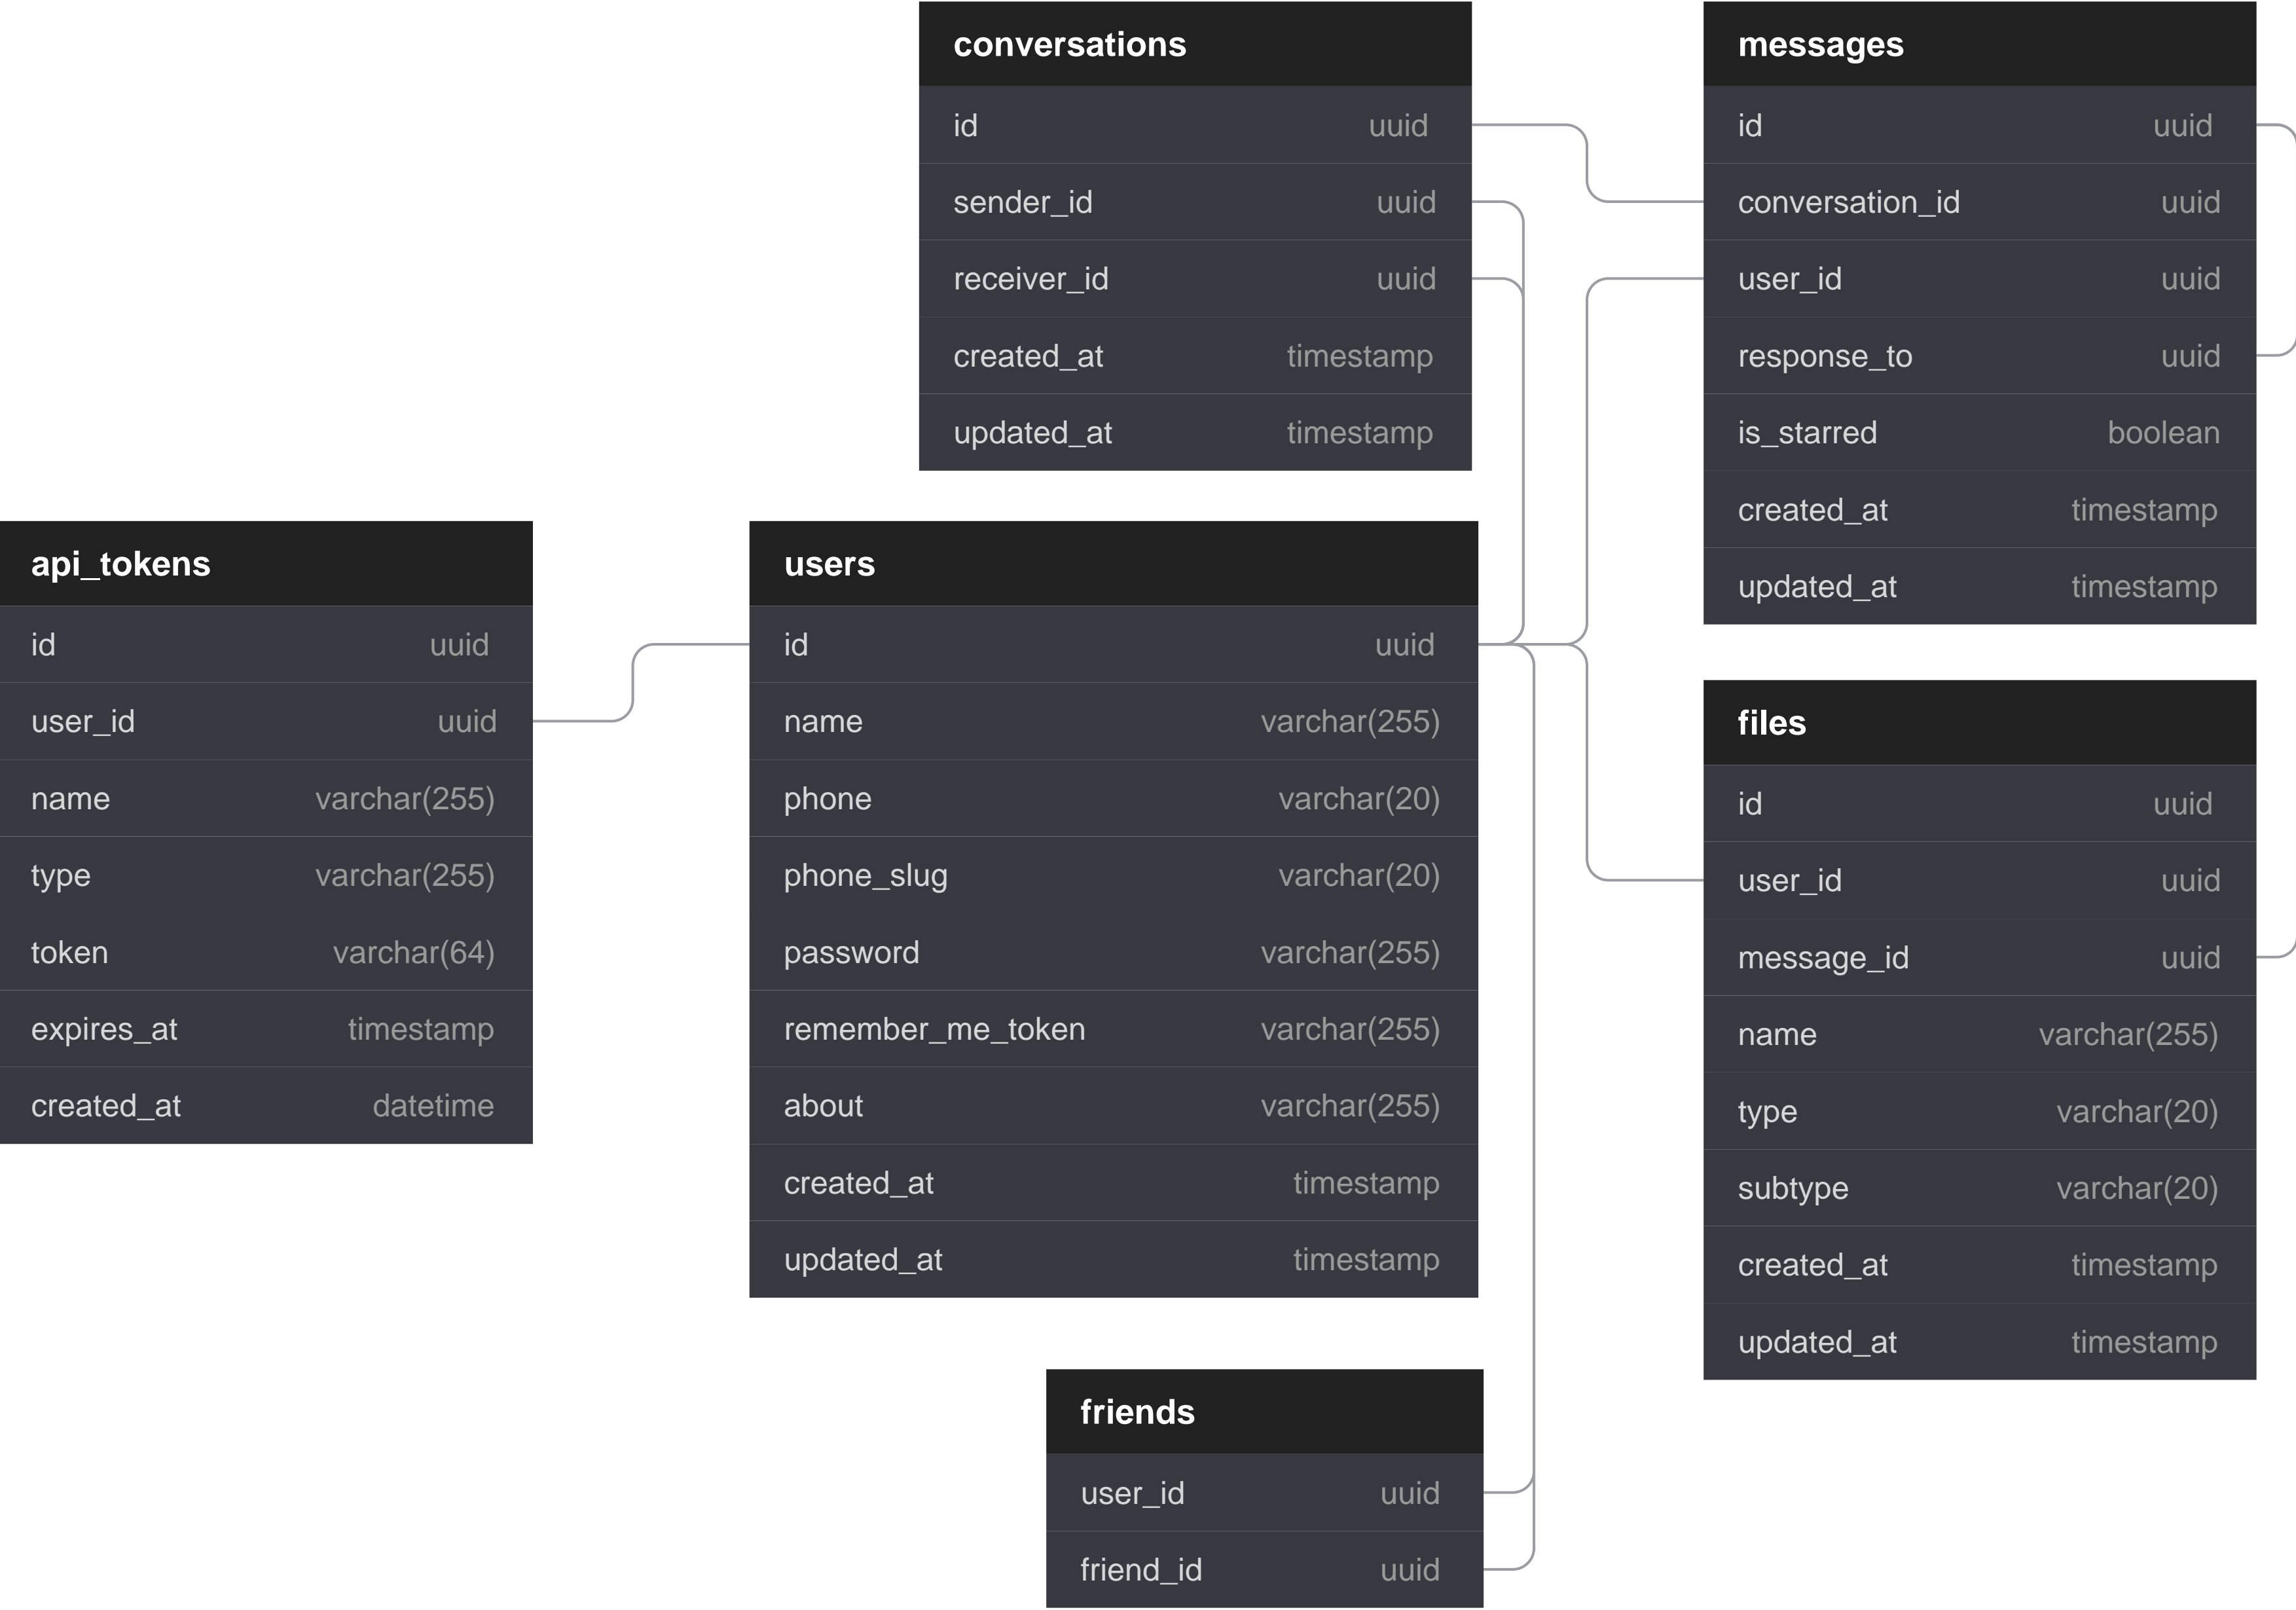 conversations
id uuid
sender_id uuid
receiver_id uuid
created_at timestamp
updated_at timestamp
messages
id uuid
conversation_id uuid
user_id uuid
response_to uuid
is_starred boolean
created_at timestamp
updated_at timestamp
api_tokens
id uuid
user_id uuid
name varchar(255)
type varchar(255)
token varchar(64)
expires_at timestamp
created_at datetime
users
id uuid
name varchar(255)
phone varchar(20)
phone_slug varchar(20)
password varchar(255)
remember_me_token varchar(255)
about varchar(255)
created_at timestamp
updated_at timestamp
files
id uuid
user_id uuid
message_id uuid
name varchar(255)
type varchar(20)
subtype varchar(20)
created_at timestamp
updated_at timestamp
friends
user_id uuid
friend_id uuid